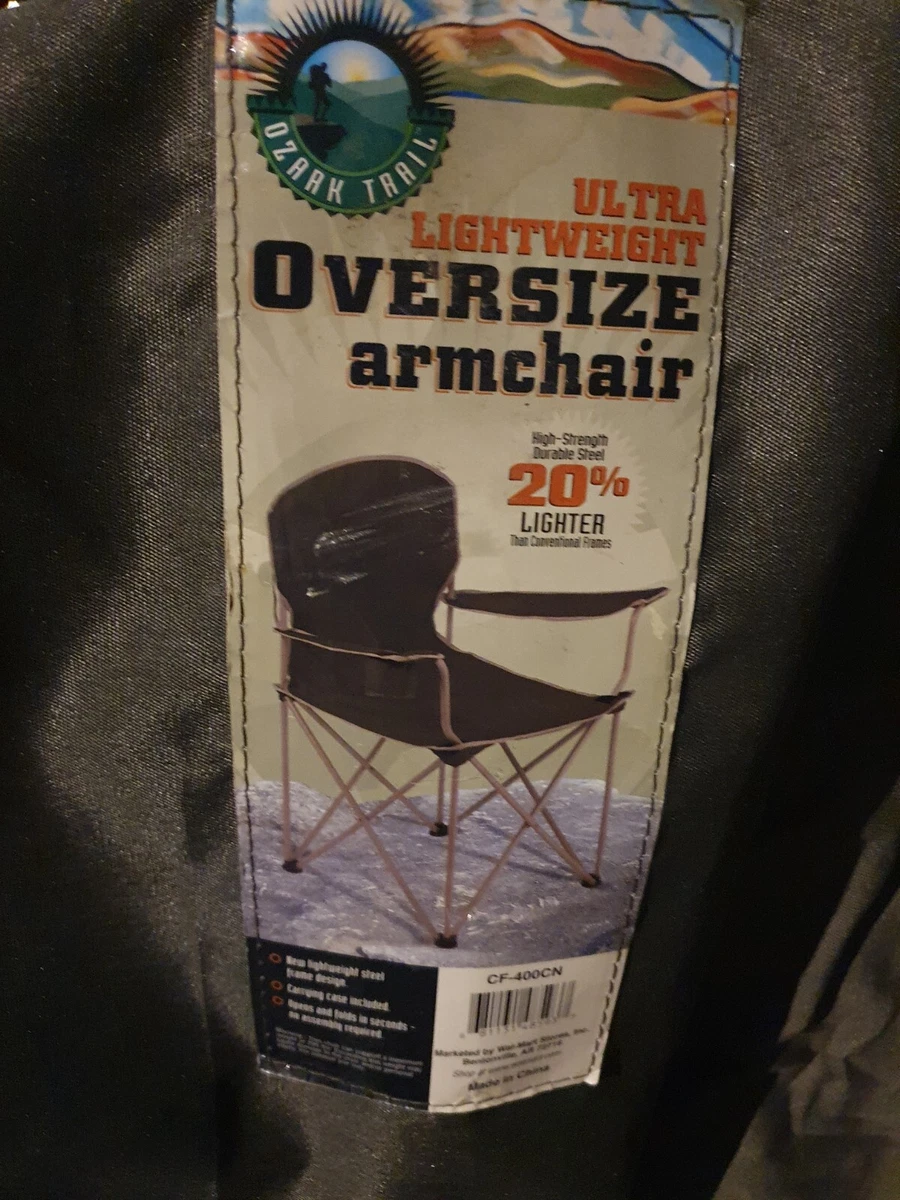 OZARK TRAIL
ULTRA
LIGHTWEIGHT
OVERSIZE
armchair
High-Strength
Durable Steel
20%
LIGHTER
Than Conventional Frames
New lightweight steel
frame design.
Carrying case included.
Opens and folds in seconds -
no assembly required.
CF-400CN
Marketed by Wal-Mart Stores, Inc.
Bentonville, AR 72716
Shop at
Made in China